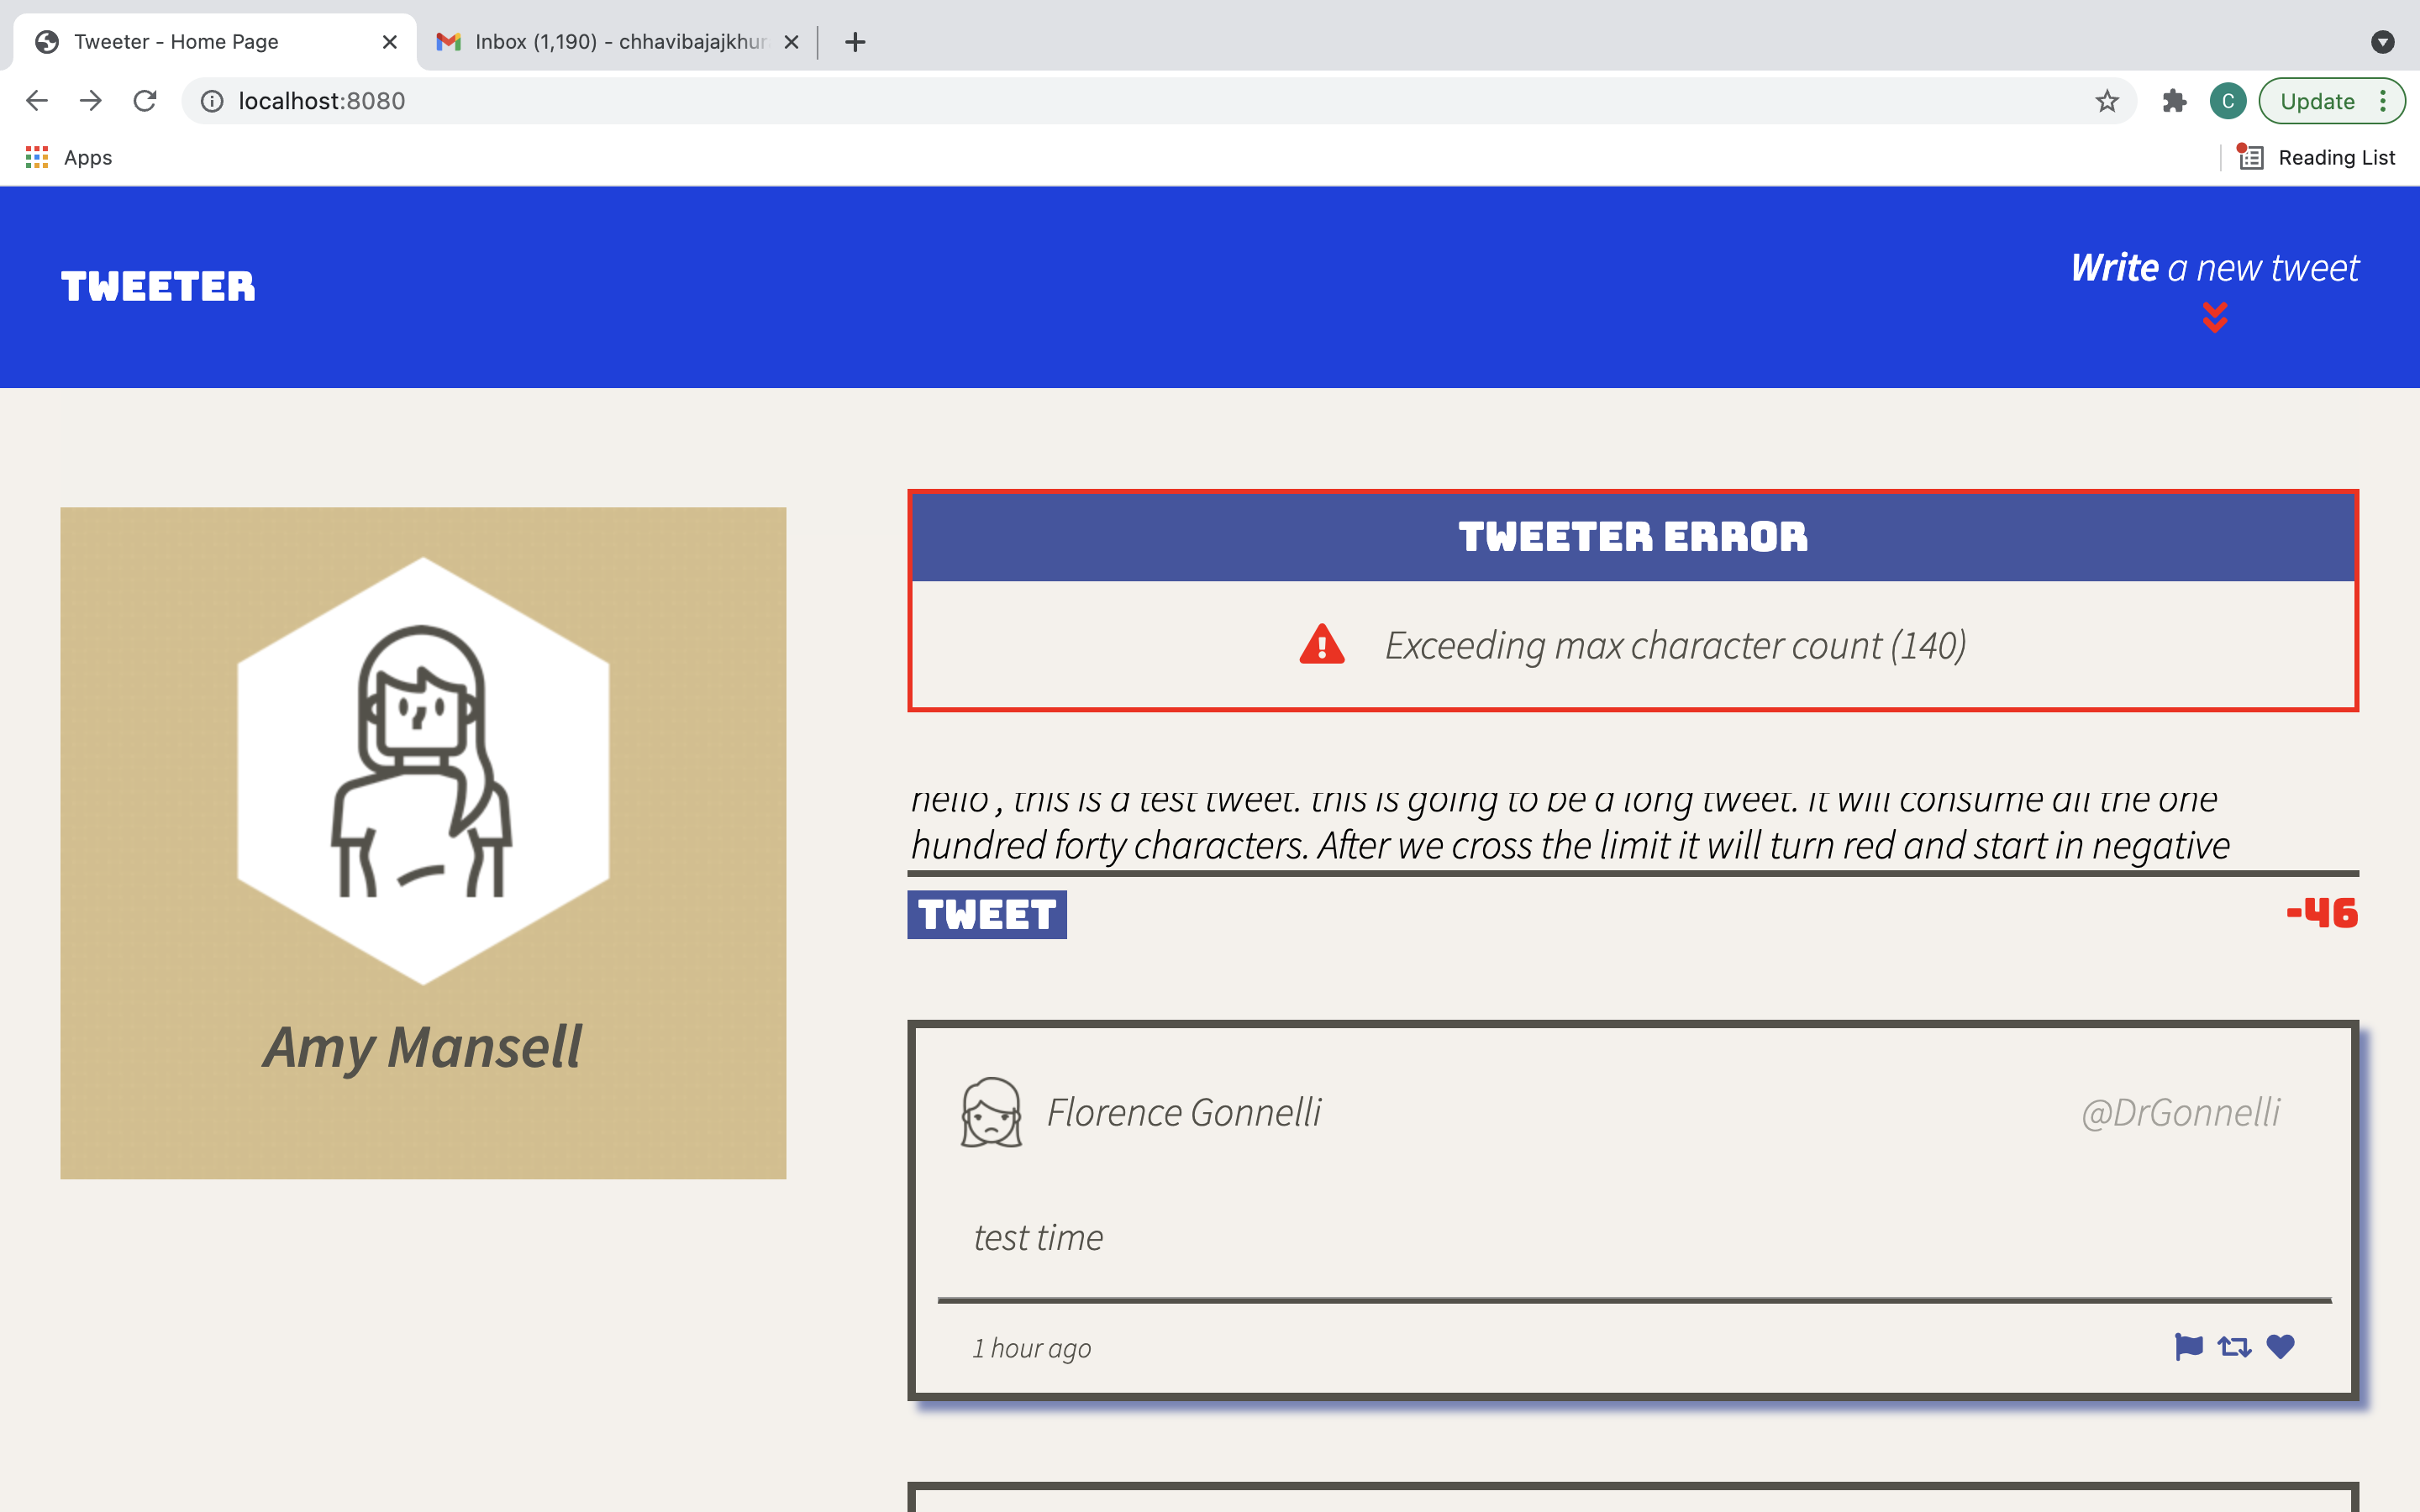 Tweeter - Home Page
Inbox (1,190) - chhavibajajkhur
localhost:8080
C
Update
Apps
Reading List
TWEETER
Write a new tweet
TWEETER ERROR
Exceeding max character count (140)
hello , this is a test tweet. this is going to be a long tweet. it will consume all the one
hundred forty characters. After we cross the limit it will turn red and start in negative
TWEET
-46
Amy Mansell
Florence Gonnelli
@DrGonnelli
test time
1 hour ago